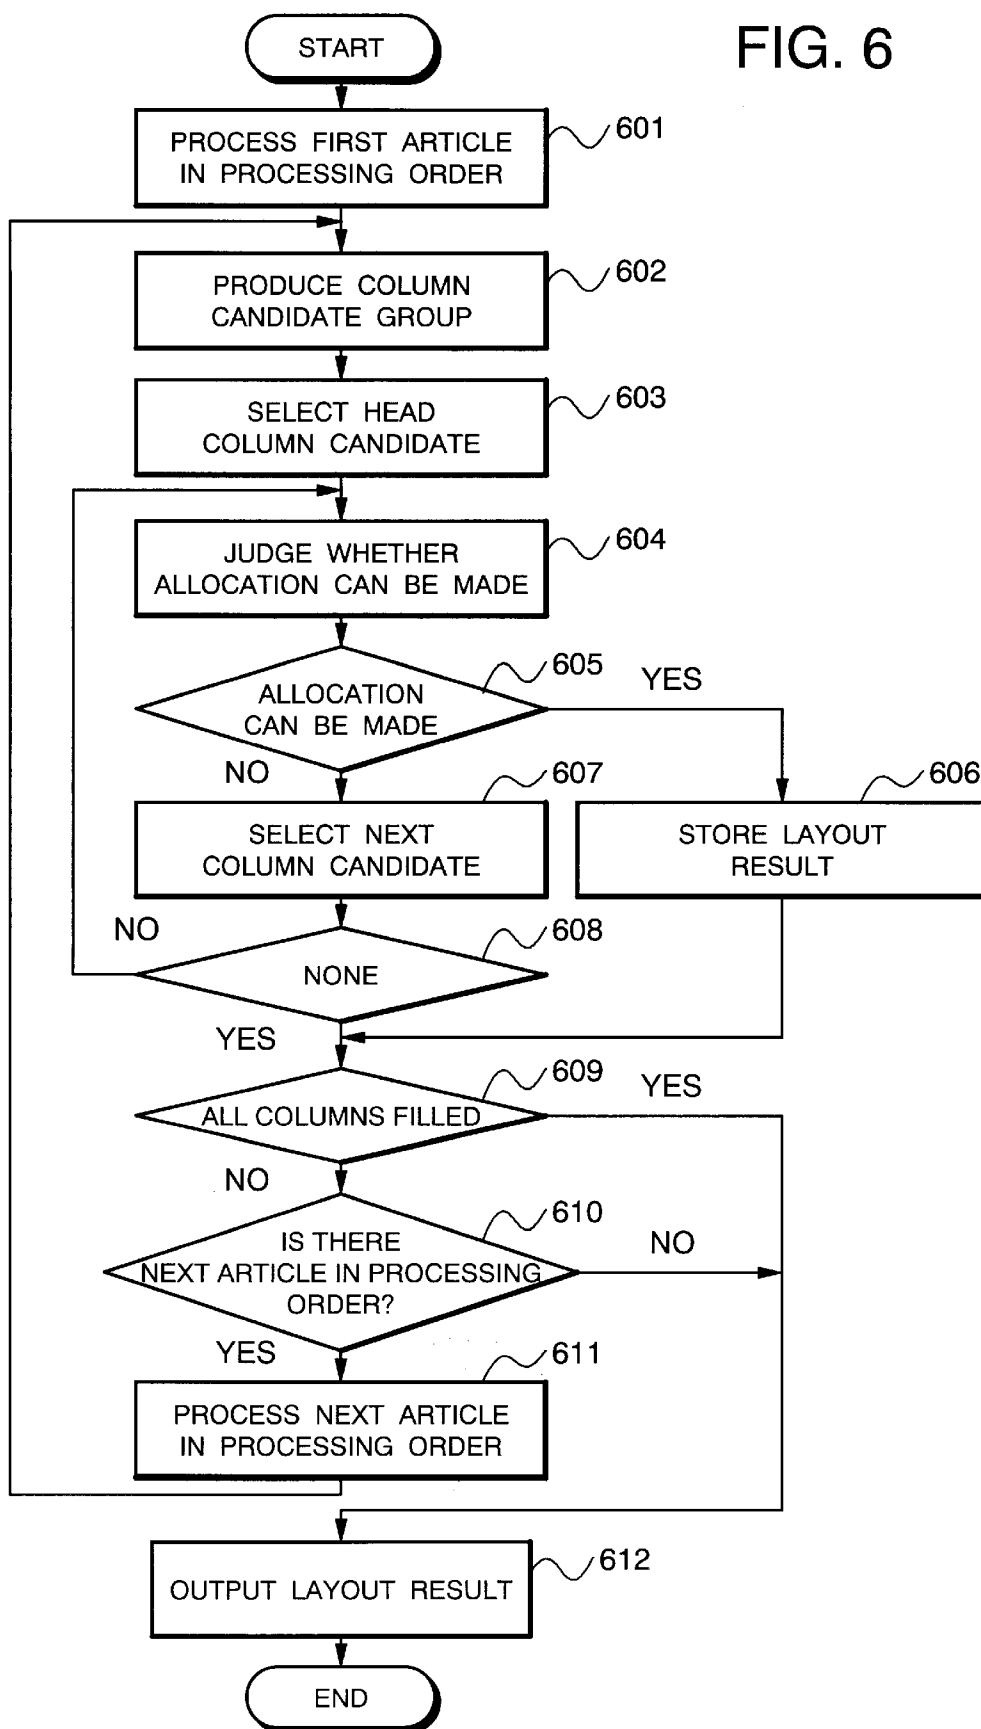 START
FIG. 6
PROCESS FIRST ARTICLE
IN PROCESSING ORDER
601
PRODUCE COLUMN
CANDIDATE GROUP
602
SELECT HEAD
COLUMN CANDIDATE
603
JUDGE WHETHER
ALLOCATION CAN BE MADE
604
ALLOCATION
CAN BE MADE
605
YES
NO
607
SELECT NEXT
COLUMN CANDIDATE
606
STORE LAYOUT
RESULT
NO
608
NONE
YES
609
ALL COLUMNS FILLED
YES
NO
610
IS THERE
NEXT ARTICLE IN PROCESSING
ORDER?
NO
YES
611
PROCESS NEXT ARTICLE
IN PROCESSING ORDER
OUTPUT LAYOUT RESULT
612
END